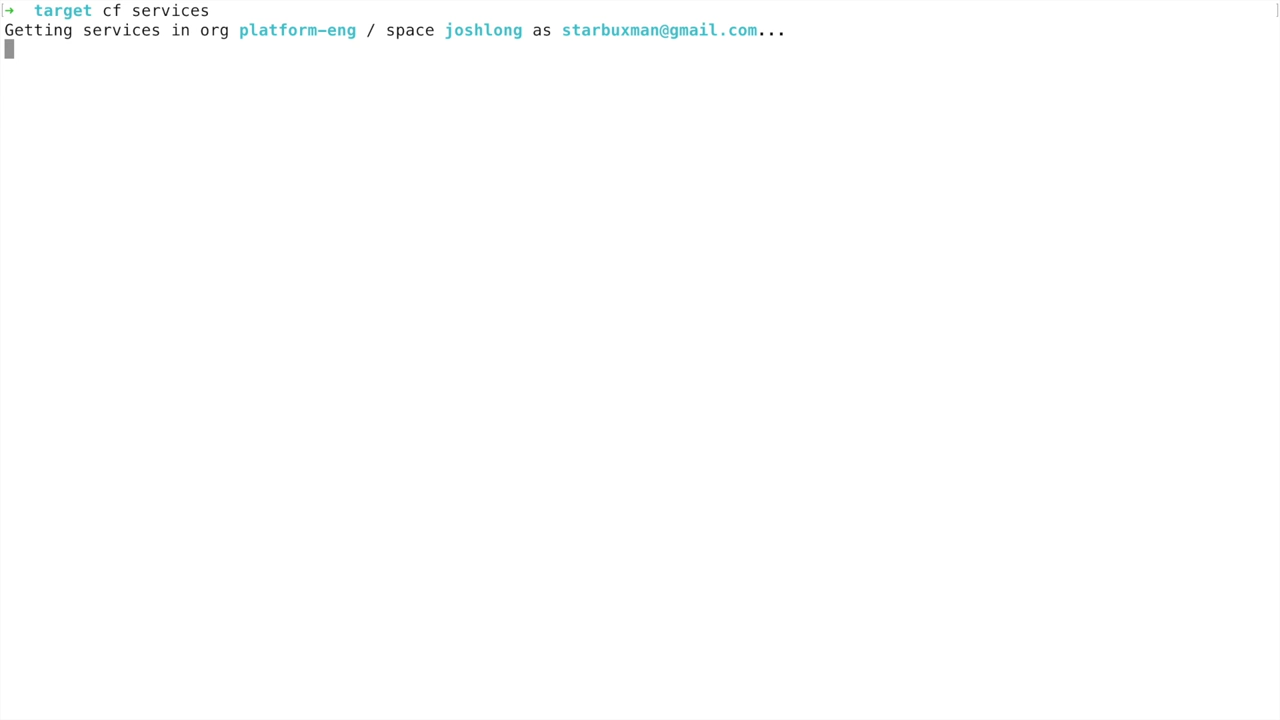 →  target cf services
Getting services in org platform-eng / space joshlong as starbuxman@gmail.com...